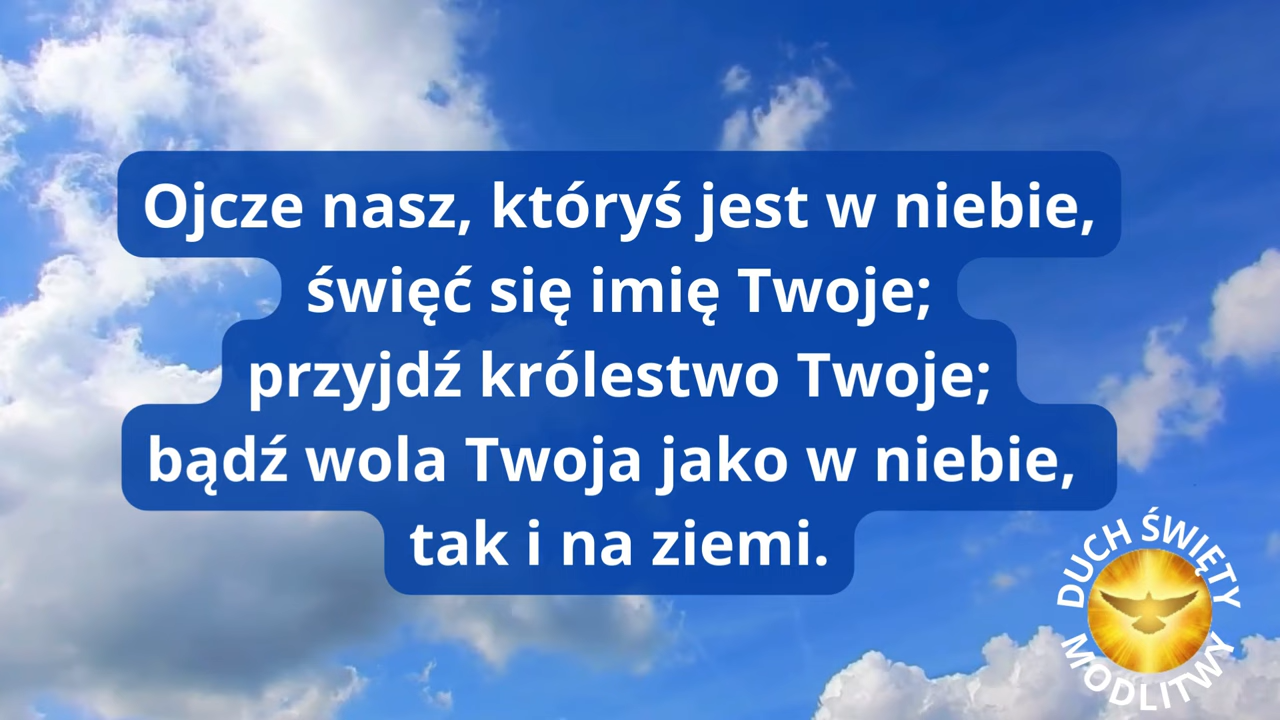 Ojcze nasz, któryś jest w niebie,
święć się imię Twoje;
przyjdź królestwo Twoje;
bądź wola Twoja jako w niebie,
tak i na ziemi.
DUCH ŚWIĘTY
MODLITWY